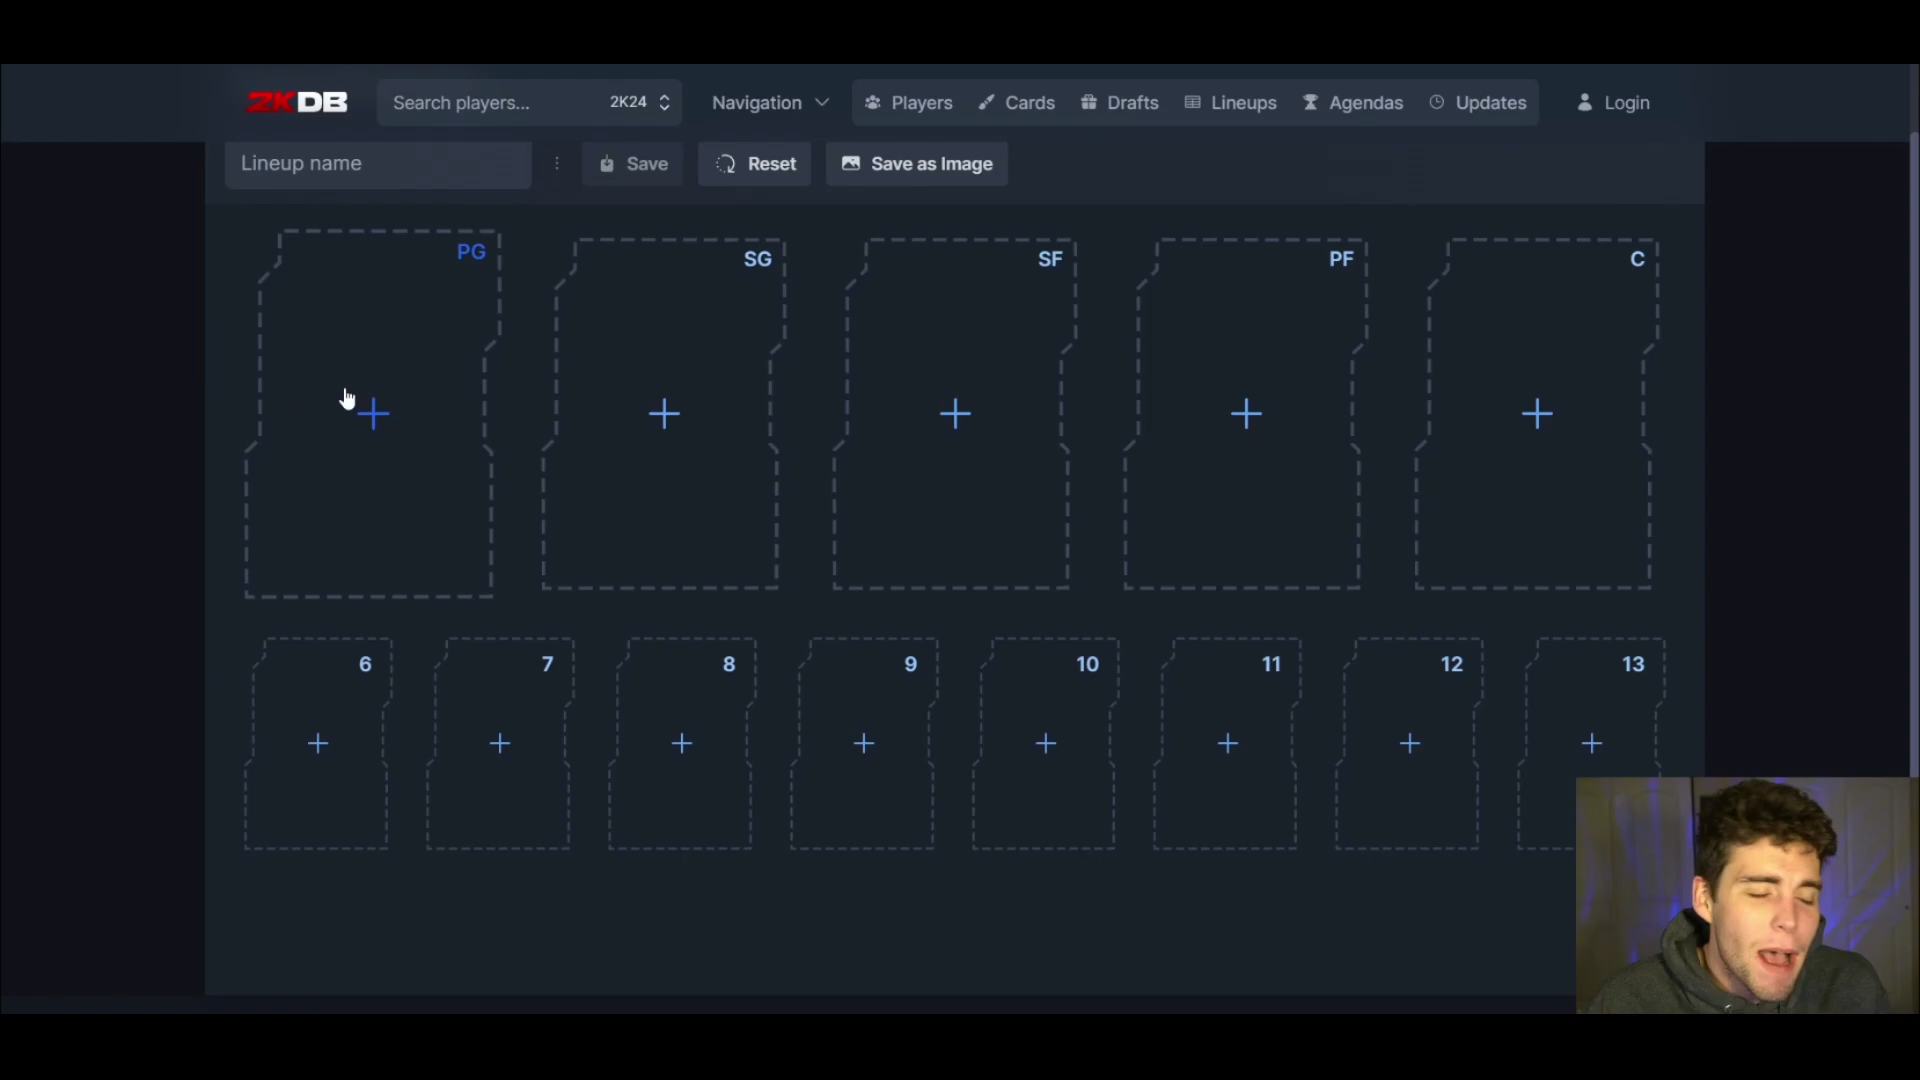 2KDB Search players... 2K24 Navigation Players Cards Drafts Lineups Agendas Updates Login
Lineup name Save Reset Save as Image
PG SG SF PF C
6 7 8 9 10 11 12 13